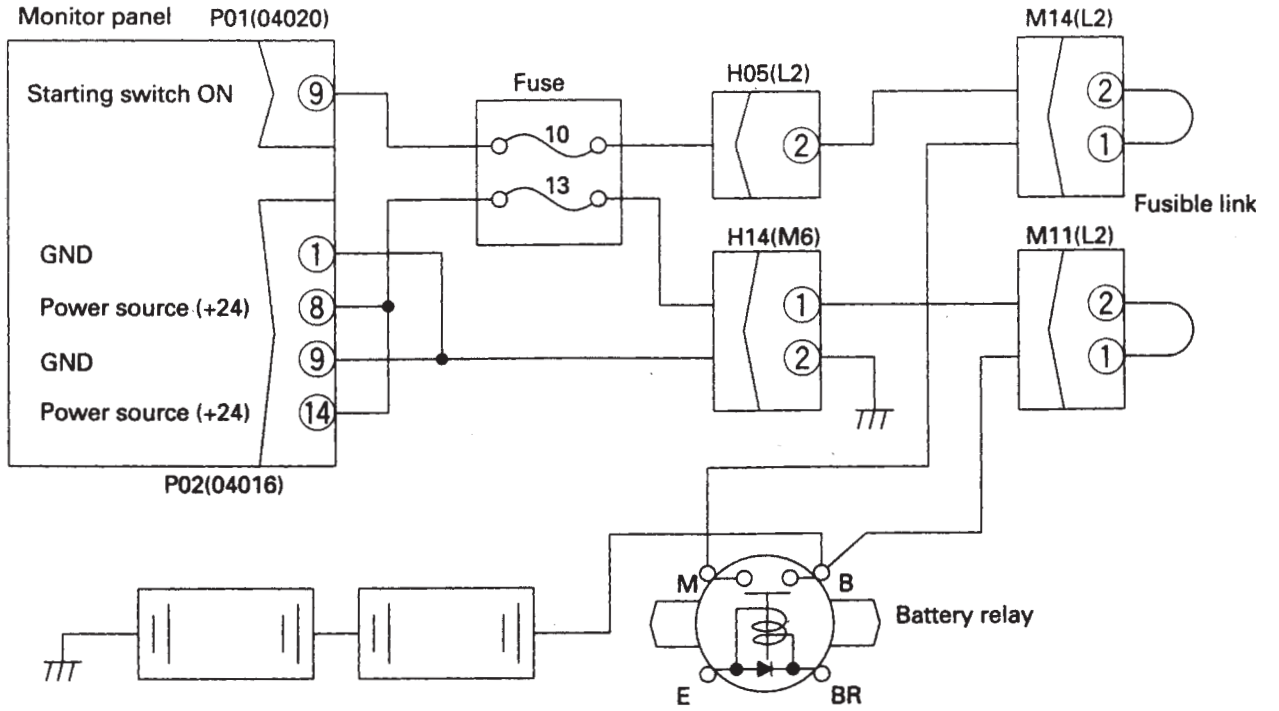 Monitor panel P01(04020)
M14(L2)
Starting switch ON 9
Fuse
H05(L2)
2
10
2
1
13
Fusible link
H14(M6)
M11(L2)
GND 1
Power source (+24) 8
1
2
GND 9
2
1
Power source (+24) 14
P02(04016)
M B
Battery relay
E BR